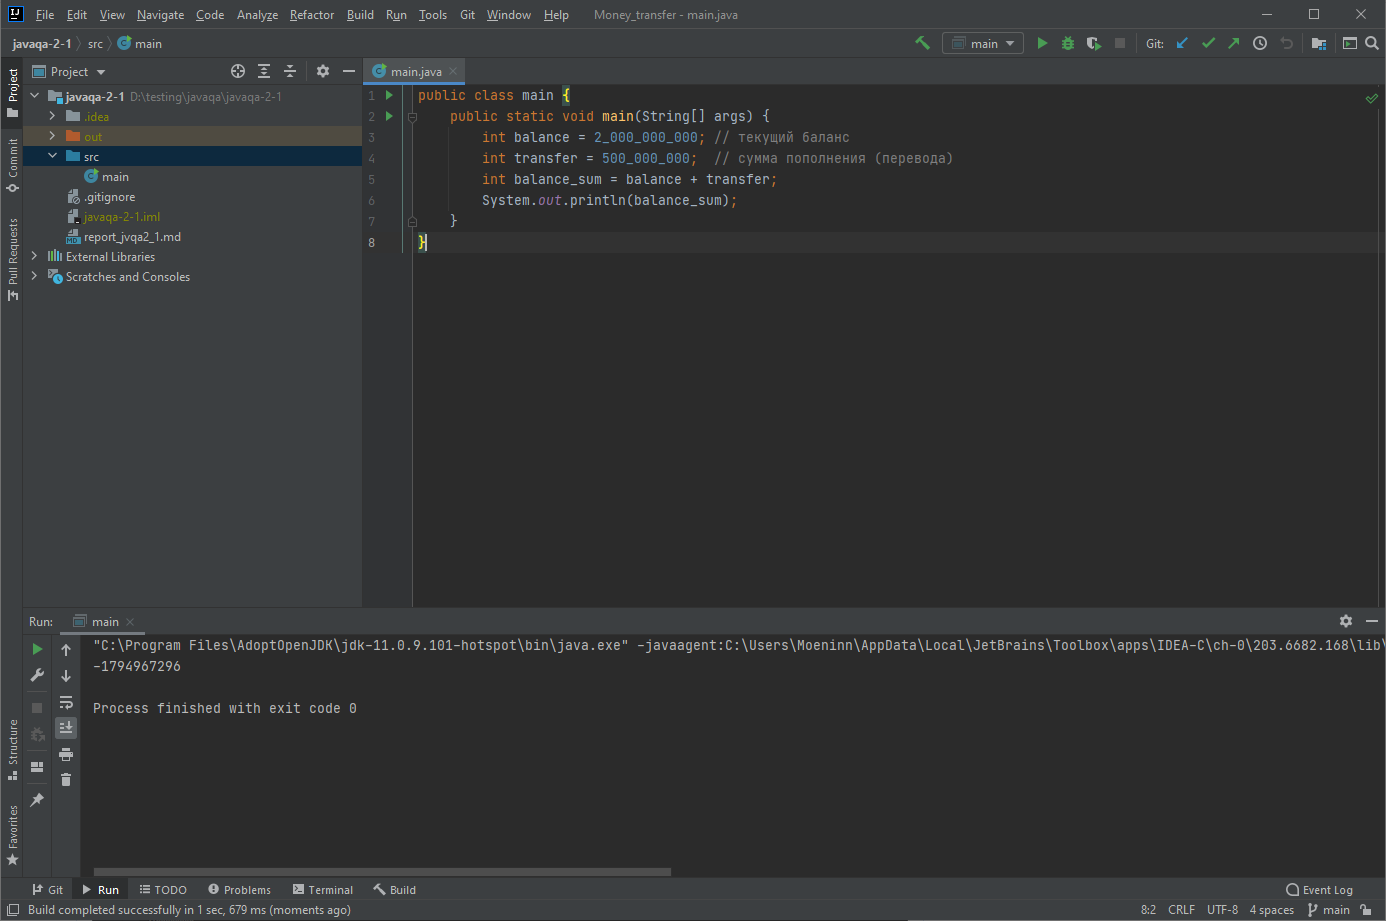 File Edit View Navigate Code Analyze Refactor Build Run Tools Git Window Help Money_transfer - main.java
javaqa-2-1 src main
main Git:
Project
main.java
Project
Commit
Pull Requests
Structure
Favorites
javaqa-2-1 D:\testing\javaqa\javaqa-2-1
.idea
out
src
main
.gitignore
javaqa-2-1.iml
report_jvqa2_1.md
External Libraries
Scratches and Consoles
1 public class main {
2 public static void main(String[] args) {
3 int balance = 2_000_000_000; // текущий баланс
4 int transfer = 500_000_000; // сумма пополнения (перевода)
5 int balance_sum = balance + transfer;
6 System.out.println(balance_sum);
7 }
8 }
Run: main
"C:\Program Files\AdoptOpenJDK\jdk-11.0.9.101-hotspot\bin\java.exe" -javaagent:C:\Users\Moeninn\AppData\Local\JetBrains\Toolbox\apps\IDEA-C\ch-0\203.6682.168\lib\
-1794967296
Process finished with exit code 0
Git Run TODO Problems Terminal Build Event Log
Build completed successfully in 1 sec, 679 ms (moments ago) 8:2 CRLF UTF-8 4 spaces main